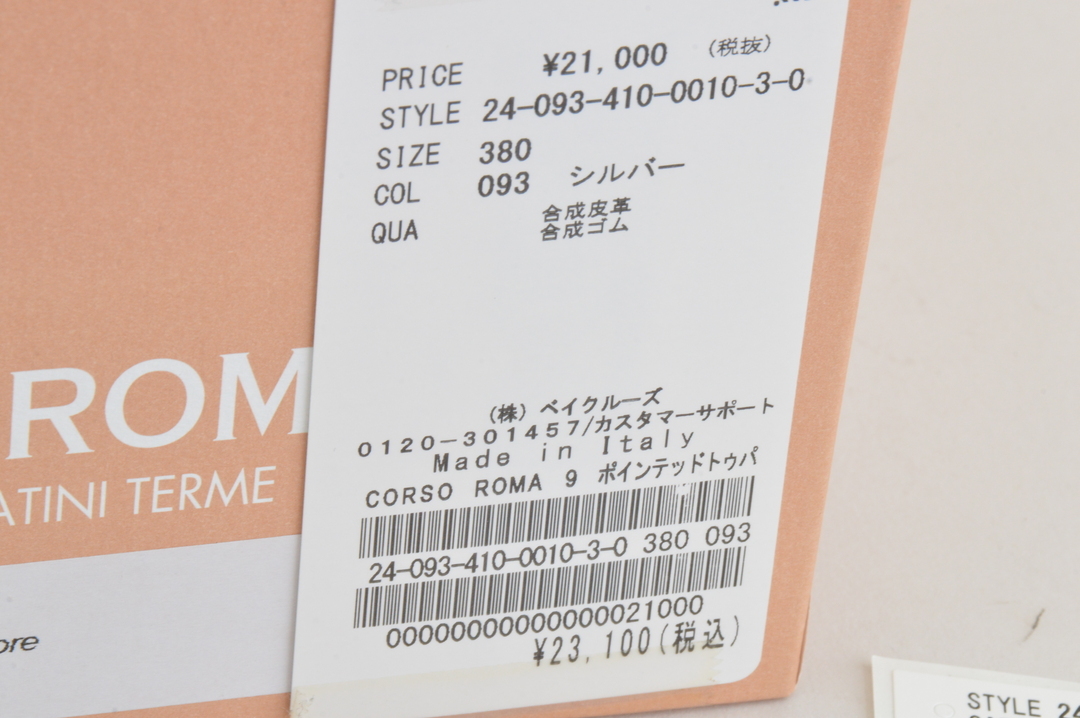 PRICE ¥21,000 (税抜)
STYLE 24-093-410-0010-3-0
SIZE 380
COL 093 シルバー
QUA 合成皮革
合成ゴム
ROM
ATINI TERME
ore
(株) ベイクルーズ
0120-301457/カスタマーサポート
Made in Italy
CORSO ROMA 9 ポインテッドトゥパ
24-093-410-0010-3-0 380 093
00000000000000021000
¥23,100(税込)
STYLE 24